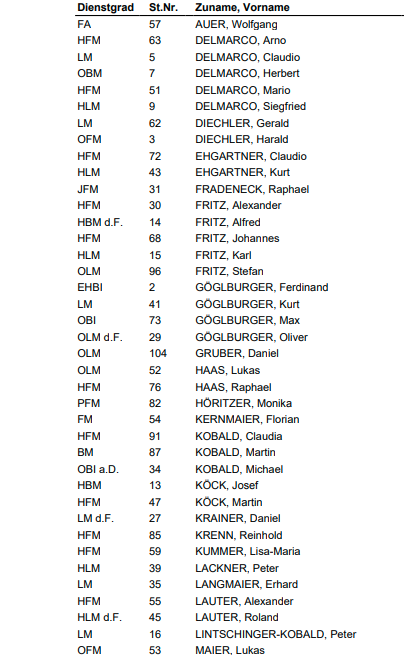 Dienstgrad St.Nr. Zuname, Vorname
FA 57 AUER, Wolfgang
HFM 63 DELMARCO, Arno
LM 5 DELMARCO, Claudio
OBM 7 DELMARCO, Herbert
HFM 51 DELMARCO, Mario
HLM 9 DELMARCO, Siegfried
LM 62 DIECHLER, Gerald
OFM 3 DIECHLER, Harald
HFM 72 EHGARTNER, Claudio
HLM 43 EHGARTNER, Kurt
JFM 31 FRADENECK, Raphael
HFM 30 FRITZ, Alexander
HBM d.F. 14 FRITZ, Alfred
HFM 68 FRITZ, Johannes
HLM 15 FRITZ, Karl
OLM 96 FRITZ, Stefan
EHBI 2 GÖGLBURGER, Ferdinand
LM 41 GÖGLBURGER, Kurt
OBI 73 GÖGLBURGER, Max
OLM d.F. 29 GÖGLBURGER, Oliver
OLM 104 GRUBER, Daniel
OLM 52 HAAS, Lukas
HFM 76 HAAS, Raphael
PFM 82 HÖRITZER, Monika
FM 54 KERNMAIER, Florian
HFM 91 KOBALD, Claudia
BM 87 KOBALD, Martin
OBI a.D. 34 KOBALD, Michael
HBM 13 KÖCK, Josef
HFM 47 KÖCK, Martin
LM d.F. 27 KRAINER, Daniel
HFM 85 KRENN, Reinhold
HFM 59 KUMMER, Lisa-Maria
HLM 39 LACKNER, Peter
LM 35 LANGMAIER, Erhard
HFM 55 LAUTER, Alexander
HLM d.F. 45 LAUTER, Roland
LM 16 LINTSCHINGER-KOBALD, Peter
OFM 53 MAIER, Lukas